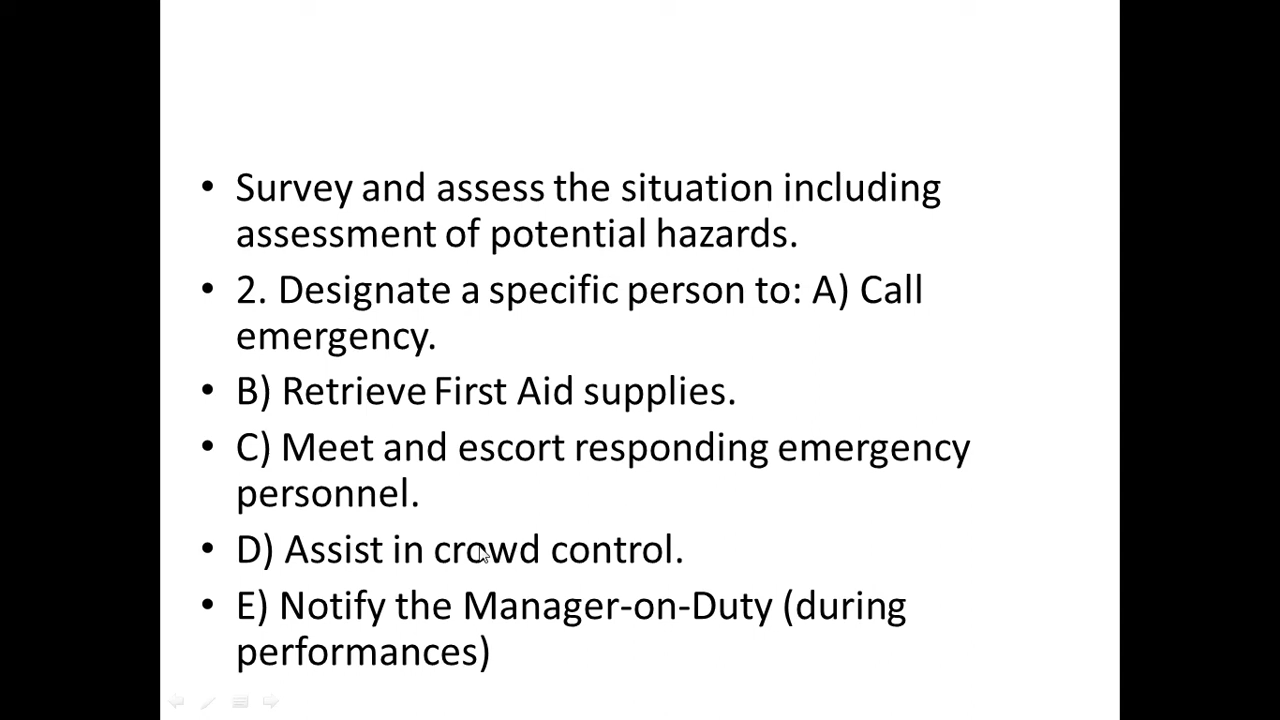 • Survey and assess the situation including
assessment of potential hazards.
• 2. Designate a specific person to: A) Call
emergency.
• B) Retrieve First Aid supplies.
• C) Meet and escort responding emergency
personnel.
• D) Assist in crowd control.
• E) Notify the Manager-on-Duty (during
performances)